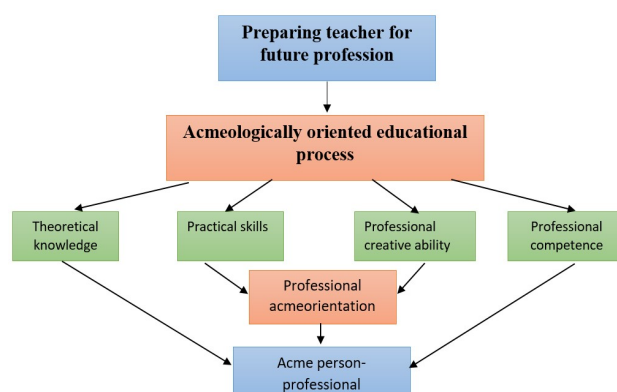 Preparing teacher for
future profession
Acmeologically oriented educational
process
Theoretical
knowledge
Practical skills
Professional
creative ability
Professional
competence
Professional
acmeorientation
Acme person-
professional